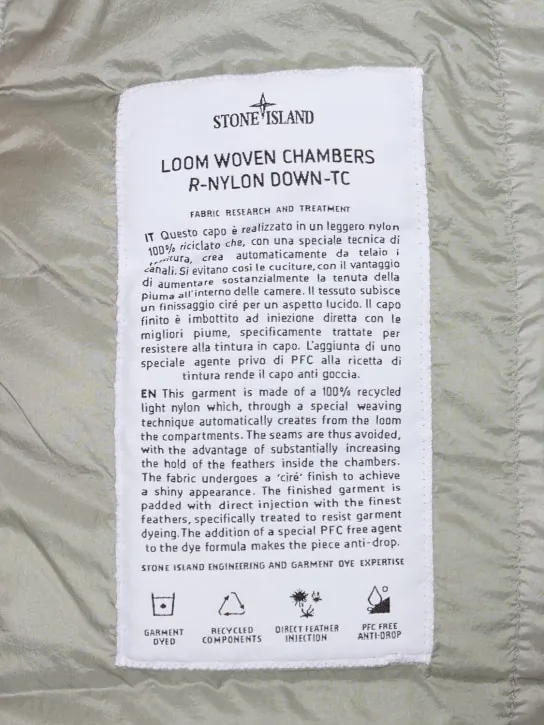 STONE ISLAND
LOOM WOVEN CHAMBERS
R-NYLON DOWN-TC
FABRIC RESEARCH AND TREATMENT
IT Questo capo è realizzato in un leggero nylon
100% riciclato che, con una speciale tecnica di
crea automaticamente da telaio i
canali. Si evitano così le cuciture, con il vantaggio
di aumentare sostanzialmente la tenuta della
piuma all'interno delle camere. Il tessuto subisce
un finissaggio ciré per un aspetto lucido. Il capo
finito è imbottito ad iniezione diretta con le
migliori piume, specificamente trattate per
resistere alla tintura in capo. L'aggiunta di uno
speciale agente privo di PFC alla ricetta di
tintura rende il capo anti goccia.
EN This garment is made of a 100% recycled
light nylon which, through a special weaving
technique automatically creates from the loom
the compartments. The seams are thus avoided,
with the advantage of substantially increasing
the hold of the feathers inside the chambers.
The fabric undergoes a 'ciré' finish to achieve
a shiny appearance. The finished garment is
padded with direct injection with the finest
feathers, specifically treated to resist garment
dyeing.The addition of a special PFC free agent
to the dye formula makes the piece anti-drop.
STONE ISLAND ENGINEERING AND GARMENT DYE EXPERTISE
GARMENT DYED
RECYCLED COMPONENTS
DIRECT FEATHER INJECTION
PFC FREE ANTI-DROP